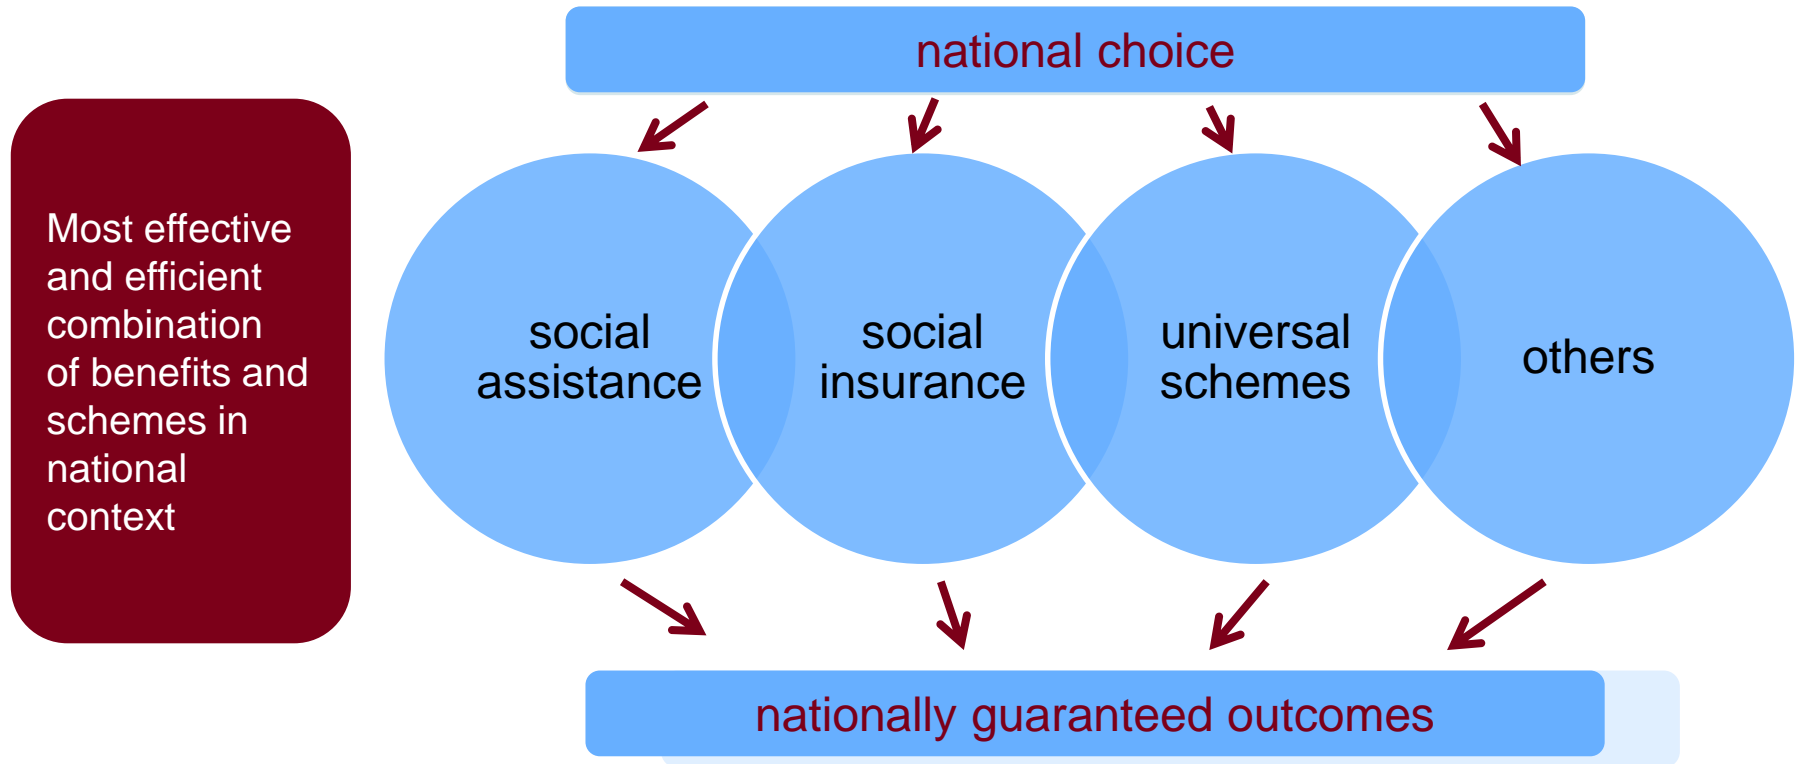 national choice
Most effective
and efficient
combination
of benefits and
schemes in
national
context
social
assistance
social
insurance
universal
schemes
others
nationally guaranteed outcomes